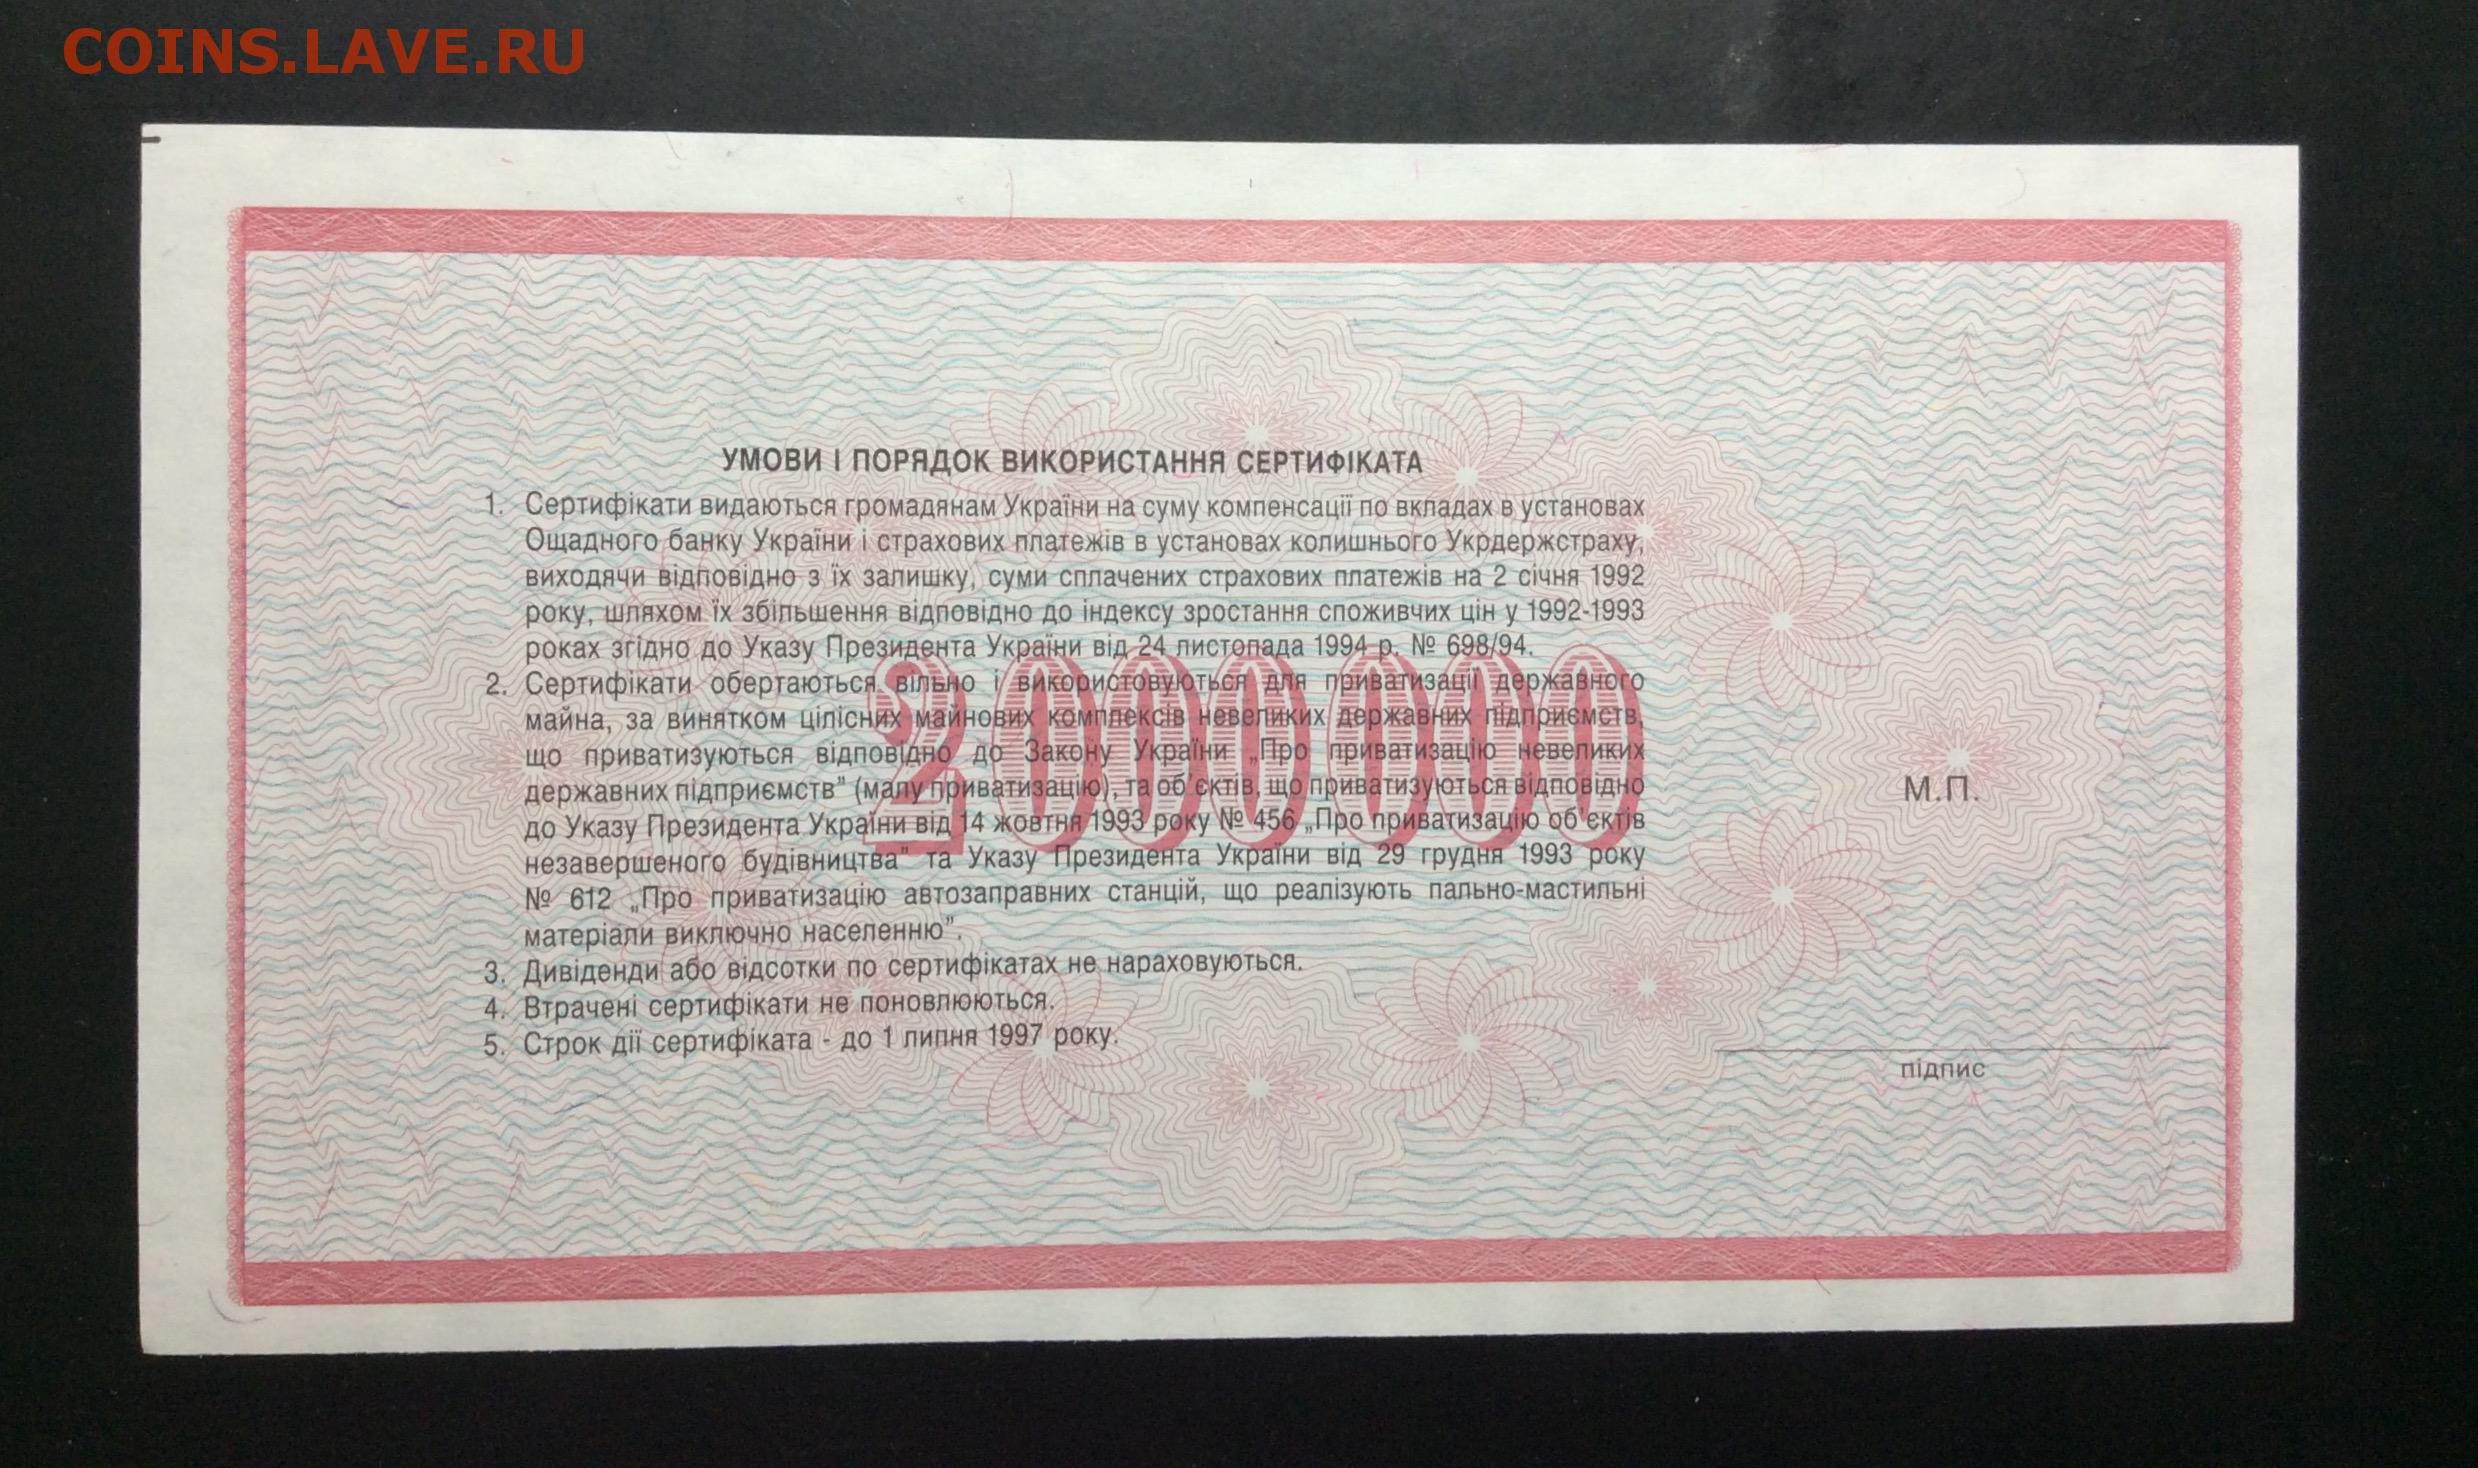 COINS.LAVE.RU
УМОВИ І ПОРЯДОК ВИКОРИСТАННЯ СЕРТИФІКАТА
1. Сертифікати видаються громадянам України на суму компенсації по вкладах в установах
Ощадного банку України і страхових платежів в установах колишнього Укрдержстраху,
виходячи відповідно з їх залишку, суми сплачених страхових платежів на 2 січня 1992
року, шляхом їх збільшення відповідно до індексу зростання споживчих цін у 1992-1993
роках згідно до Указу Президента України від 24 листопада 1994 р. № 698/94.
2. Сертифікати обертаються вільно і використовуються для приватизації державного
майна, за винятком цілісних майнових комплексів невеликих державних підприємств,
що приватизуються відповідно до Закону України „Про приватизацію невеликих
державних підприємств” (малу приватизацію), та об'єктів, що приватизуються відповідно
до Указу Президента України від 14 жовтня 1993 року № 456 „Про приватизацію об'єктів
незавершеного будівництва” та Указу Президента України від 29 грудня 1993 року
№ 612 „Про приватизацію автозаправних станцій, що реалізують пально-мастильні
матеріали виключно населенню”.
3. Дивіденди або відсотки по сертифікатах не нараховуються.
4. Втрачені сертифікати не поновлюються.
5. Строк дії сертифіката - до 1 липня 1997 року.
2000000
М.П.
підпис